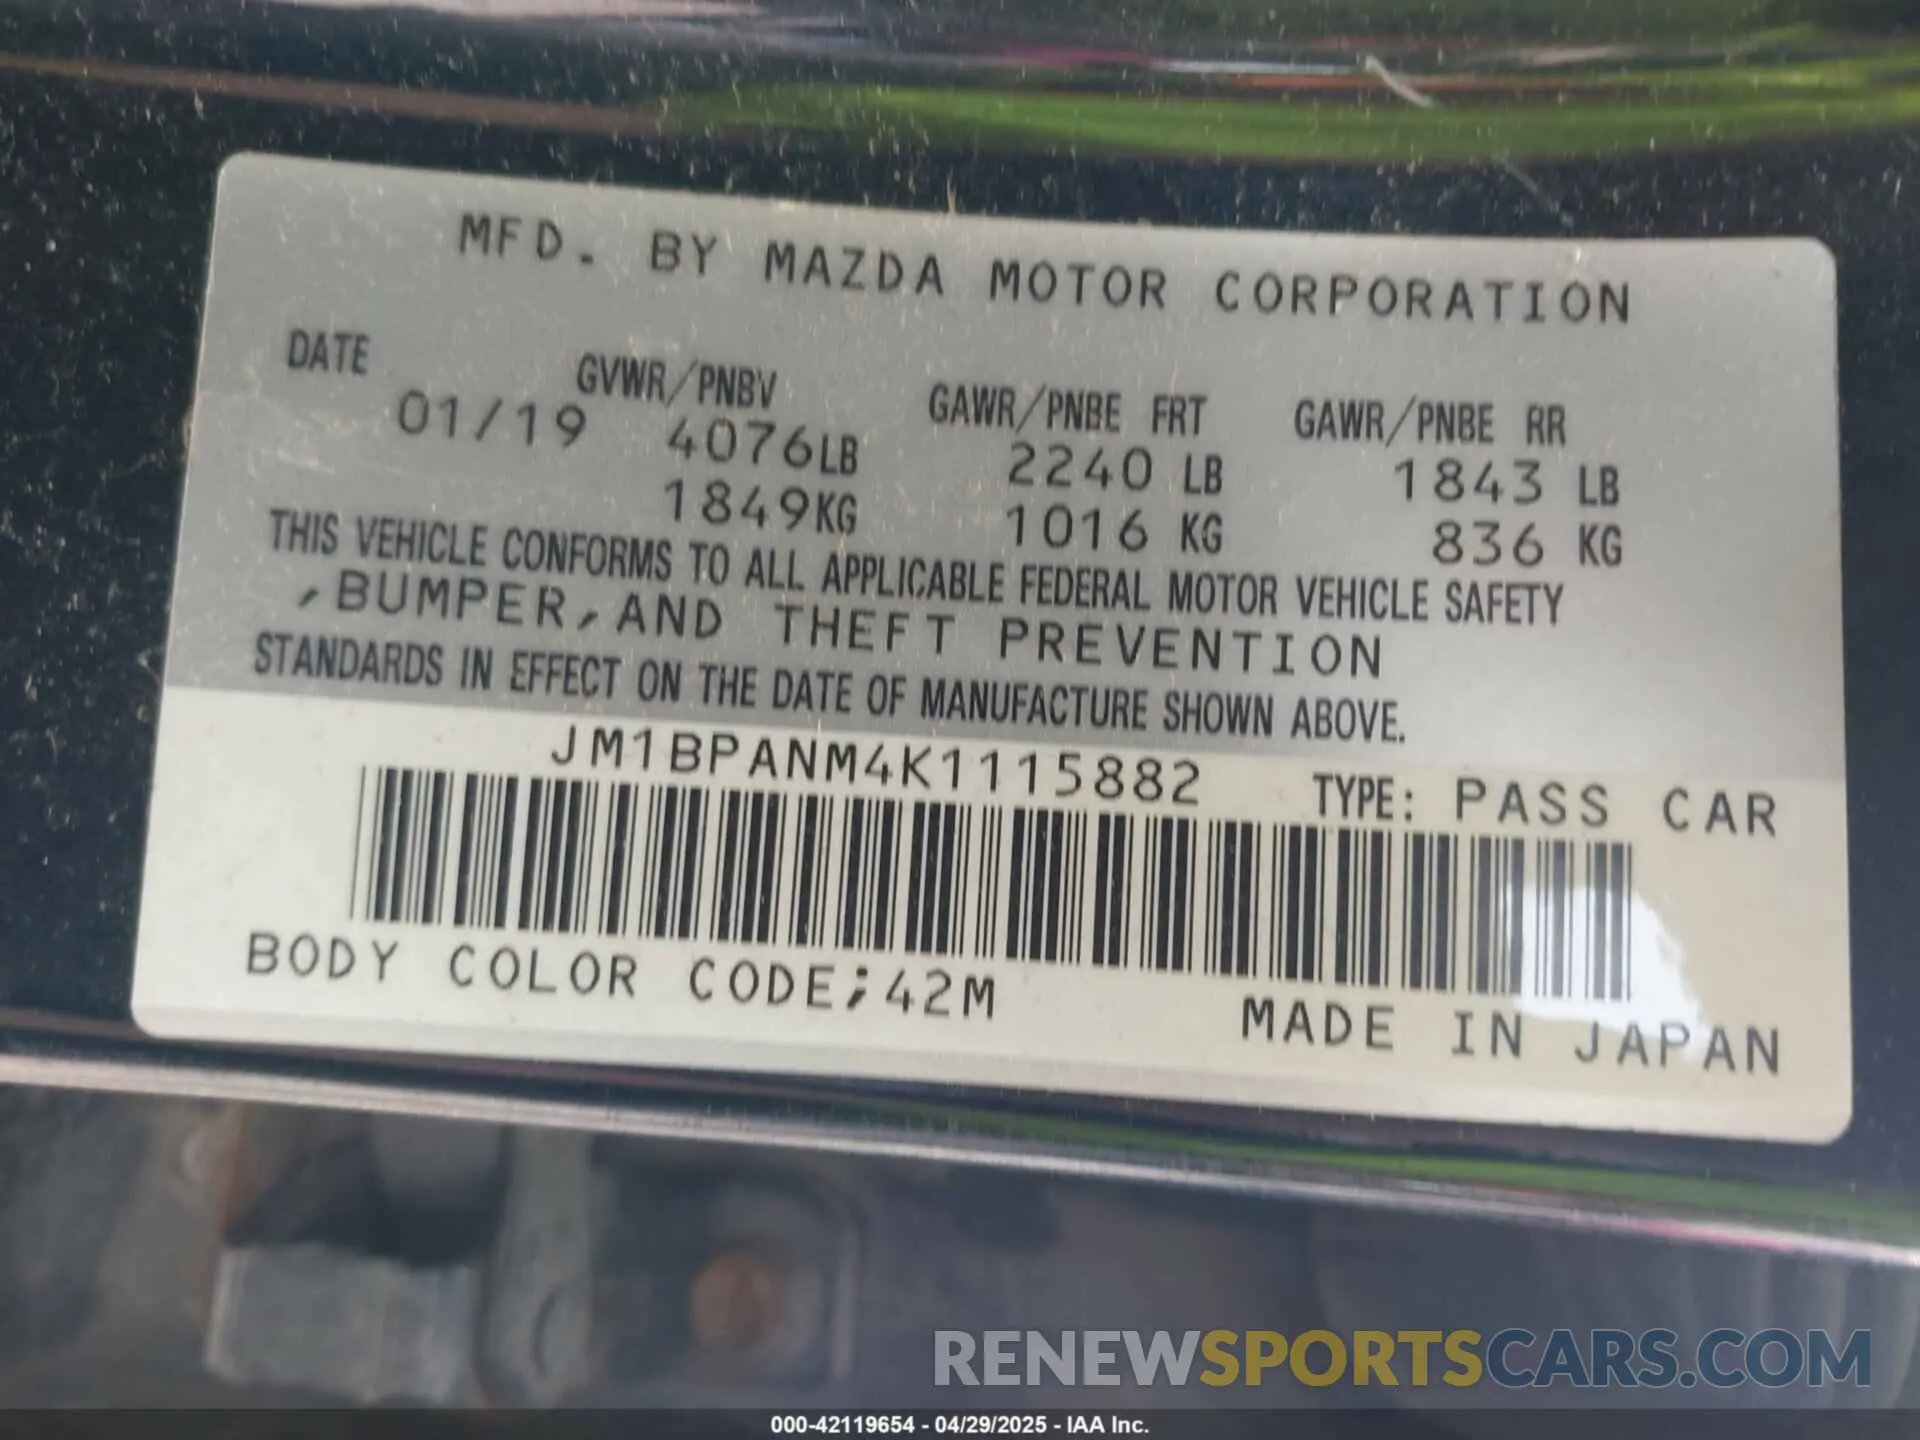 MFD. BY MAZDA MOTOR CORPORATION
DATE GVWR/PNBV GAWR/PNBE FRT GAWR/PNBE RR
01/19 4076LB 2240 LB 1843 LB
1849KG 1016 KG 836 KG
THIS VEHICLE CONFORMS TO ALL APPLICABLE FEDERAL MOTOR VEHICLE SAFETY
,BUMPER,AND THEFT PREVENTION
STANDARDS IN EFFECT ON THE DATE OF MANUFACTURE SHOWN ABOVE.
JM1BPANM4K1115882 TYPE: PASS CAR
BODY COLOR CODE;42M MADE IN JAPAN
RENEWSPORTSCARS.COM
000-42119654 - 04/29/2025 - IAA Inc.